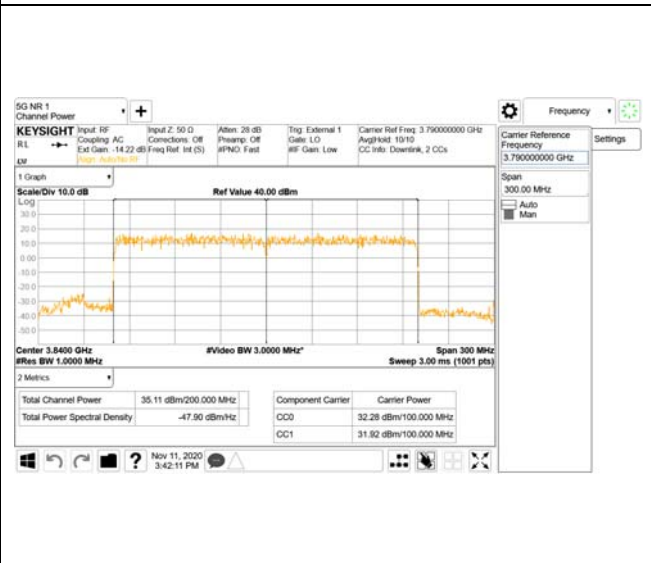 5G NR 1
Channel Power
Frequency
KEYSIGHT
Input: RF
Input Z: 50 Ω
Atten: 28 dB
Trig: External 1
Carrier Ref Freq: 3.790000000 GHz
RL
Coupling: AC
Corrections: Off
Preamp: Off
Gate: LO
Avg|Hold: 10/10
Ext Gain: -14.22 dB
Freq Ref: Int (S)
#PNO: Fast
#IF Gain: Low
CC Info: Downlink, 2 CCs
Align: Auto/No RF
Carrier Reference
Frequency
3.790000000 GHz
Settings
Span
300.00 MHz
Auto
Man
1 Graph
Scale/Div 10.0 dB
Ref Value 40.00 dBm
Log
30.0
20.0
10.0
0.00
-10.0
-20.0
-30.0
-40.0
-50.0
Center 3.8400 GHz
#Video BW 3.0000 MHz*
Span 300 MHz
#Res BW 1.0000 MHz
Sweep 3.00 ms (1001 pts)
2 Metrics
Total Channel Power
35.11 dBm/200.000 MHz
Total Power Spectral Density
-47.90 dBm/Hz
Component Carrier
Carrier Power
CC0
32.28 dBm/100.000 MHz
CC1
31.92 dBm/100.000 MHz
?
Nov 11, 2020
3:42:11 PM